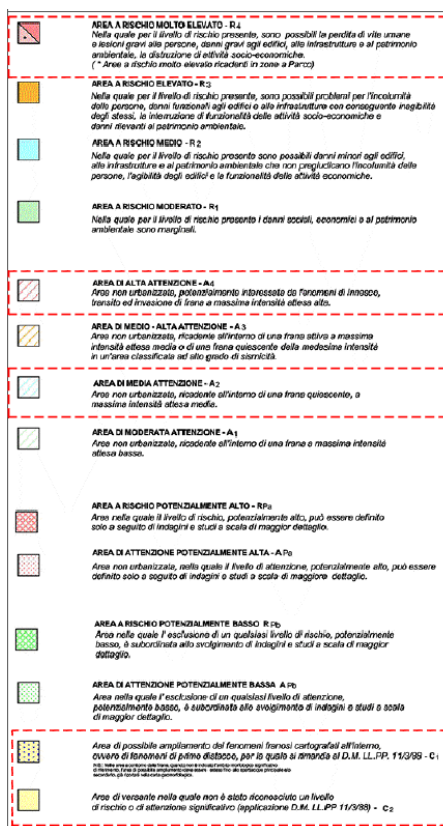 AREA A RISCHIO MOLTO ELEVATO - R4
Nella quale per il livello di rischio presente, sono possibili la perdita di vite umane
e lesioni gravi alle persone, danni gravi agli edifici, alle infrastrutture e al patrimonio
ambientale, la distruzione di attività socio-economiche.
( * Aree a rischio molto elevato ricadenti in zone a Parco)
AREA A RISCHIO ELEVATO - R3
Nella quale per il livello di rischio presente, sono possibili problemi per l'incolumità
delle persone, danni funzionali agli edifici e alle infrastrutture con conseguente inagibilità
degli stessi, la interruzione di funzionalità delle attività socio-economiche e
danni rilevanti al patrimonio ambientale.
AREA A RISCHIO MEDIO - R2
Nella quale per il livello di rischio presente sono possibili danni minori agli edifici,
alle infrastrutture e al patrimonio ambientale che non pregiudicano l'incolumità delle
persone, l'agibilità degli edifici e la funzionalità delle attività economiche.
AREA A RISCHIO MODERATO - R1
Nella quale per il livello di rischio presente i danni sociali, economici e al patrimonio
ambientale sono marginali.
AREA DI ALTA ATTENZIONE - A4
Area non urbanizzata, potenzialmente interessata da fenomeni di innesco,
transito ed invasione di frana a massima intensità attesa alta.
AREA DI MEDIO - ALTA ATTENZIONE - A3
Area non urbanizzata, ricadente all'interno di una frana attiva a massima
intensità attesa media o di una frana quiescente della medesima intensità
in un'area classificata ad alto grado di sismicità.
AREA DI MEDIA ATTENZIONE - A2
Area non urbanizzata, ricadente all'interno di una frana quiescente, a
massima intensità attesa media.
AREA DI MODERATA ATTENZIONE - A1
Area non urbanizzata, ricadente all'interno di una frana a massima intensità
attesa bassa.
AREA A RISCHIO POTENZIALMENTE ALTO - RPa
Area nella quale il livello di rischio, potenzialmente alto, può essere definito
solo a seguito di indagini e studi a scala di maggior dettaglio.
AREA DI ATTENZIONE POTENZIALMENTE ALTA - APa
Area non urbanizzata, nella quale il livello di attenzione, potenzialmente alto, può essere
definito solo a seguito di indagini e studi a scala di maggiore dettaglio.
AREA A RISCHIO POTENZIALMENTE BASSO RPb
Area nella quale l' esclusione di un qualsiasi livello di rischio, potenzialmente
basso, è subordinata allo svolgimento di indagini e studi a scala di maggior
dettaglio.
AREA DI ATTENZIONE POTENZIALMENTE BASSA APb
Area nella quale l' esclusione di un qualsiasi livello di attenzione,
potenzialmente basso, è subordinata allo svolgimento di indagini e studi a scala
di maggior dettaglio.
Area di possibile ampliamento dei fenomeni franosi cartografati all'interno,
ovvero di fenomeni di primo distacco, per la quale si rimanda al D.M. LL.PP. 11/3/88 - C1
Area di versante nella quale non è stato riconosciuto un livello
di rischio o di attenzione significativo (applicazione D.M. LL.PP 11/3/88) - C2